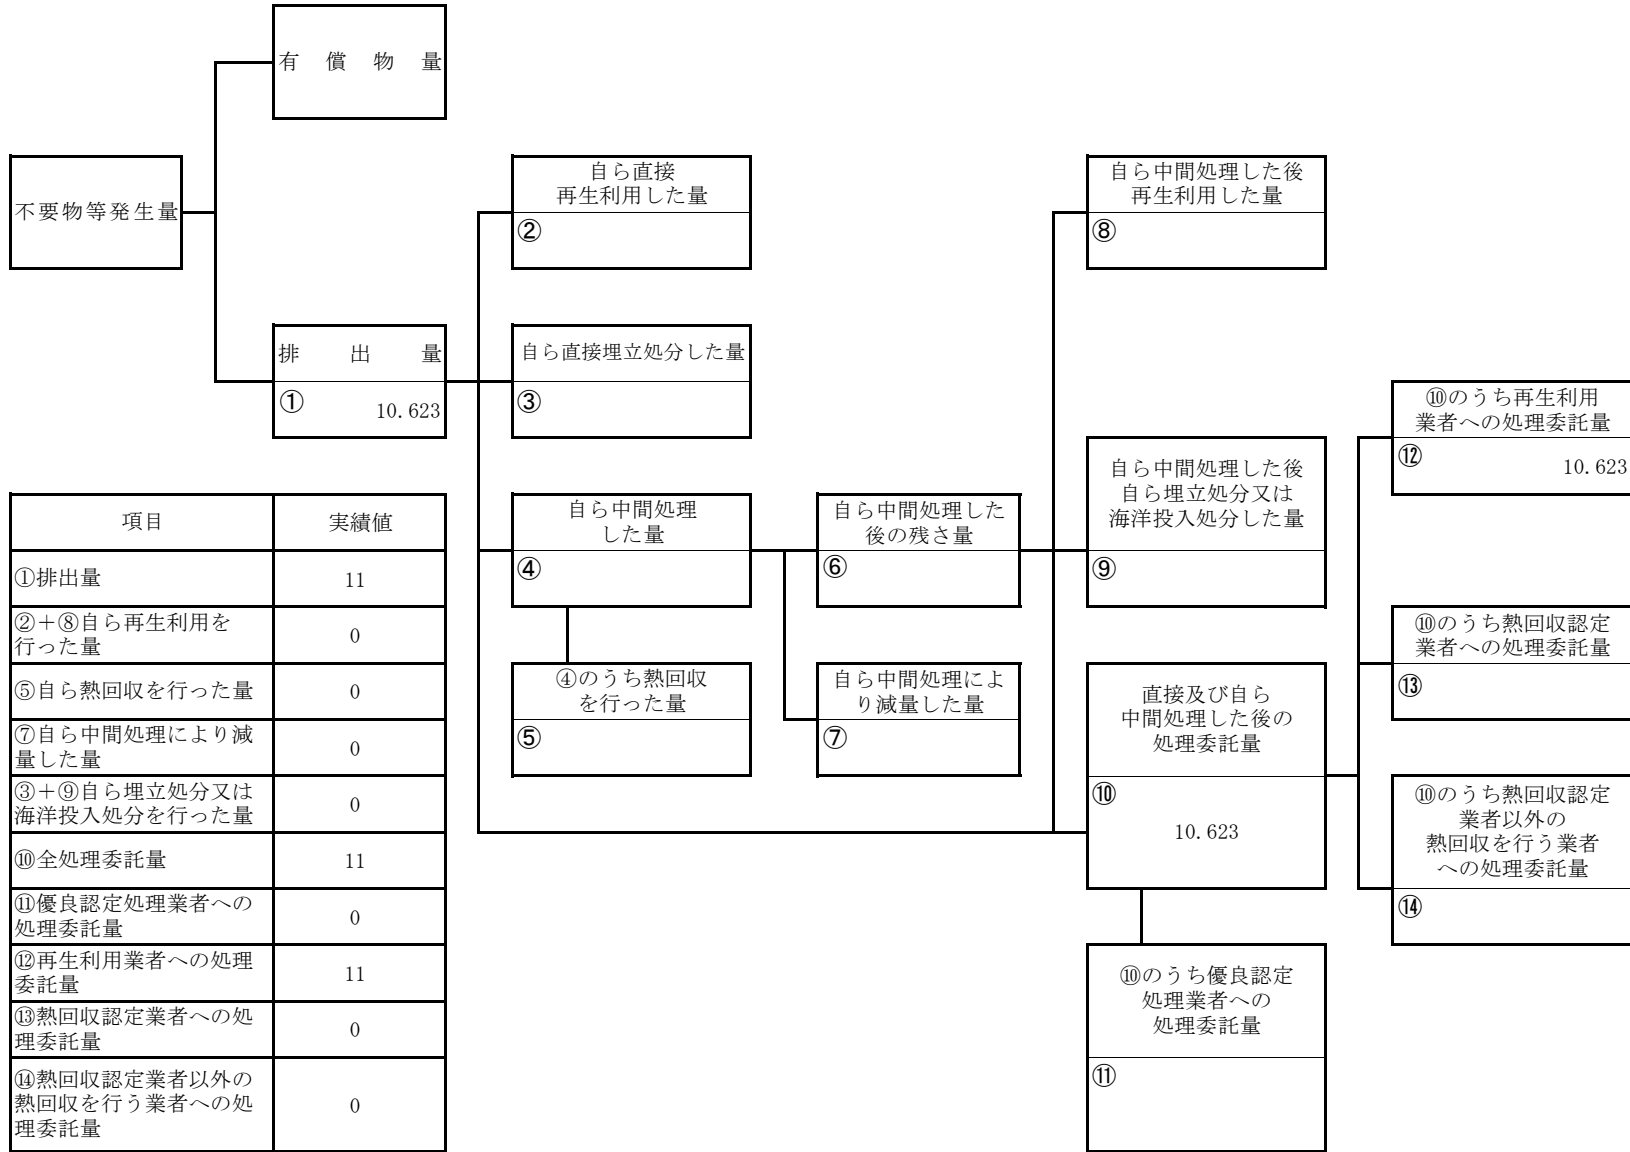 有償物量
不要物等発生量
排出量
① 10.623
自ら直接
再生利用した量
②
自ら直接埋立処分した量
③
自ら中間処理
した量
④
④のうち熱回収
を行った量
⑤
自ら中間処理した
後の残さ量
⑥
自ら中間処理によ
り減量した量
⑦
自ら中間処理した後
再生利用した量
⑧
自ら中間処理した後
自ら埋立処分又は
海洋投入処分した量
⑨
直接及び自ら
中間処理した後の
処理委託量
⑩
10.623
⑩のうち優良認定
処理業者への
処理委託量
⑪
⑩のうち再生利用
業者への処理委託量
⑫ 10.623
⑩のうち熱回収認定
業者への処理委託量
⑬
⑩のうち熱回収認定
業者以外の
熱回収を行う業者
への処理委託量
⑭
項目 実績値
①排出量 11
②＋⑧自ら再生利用を
行った量 0
⑤自ら熱回収を行った量 0
⑦自ら中間処理により減
量した量 0
③＋⑨自ら埋立処分又は
海洋投入処分を行った量 0
⑩全処理委託量 11
⑪優良認定処理業者への
処理委託量 0
⑫再生利用業者への処理
委託量 11
⑬熱回収認定業者への処
理委託量 0
⑭熱回収認定業者以外の
熱回収を行う業者への処
理委託量 0